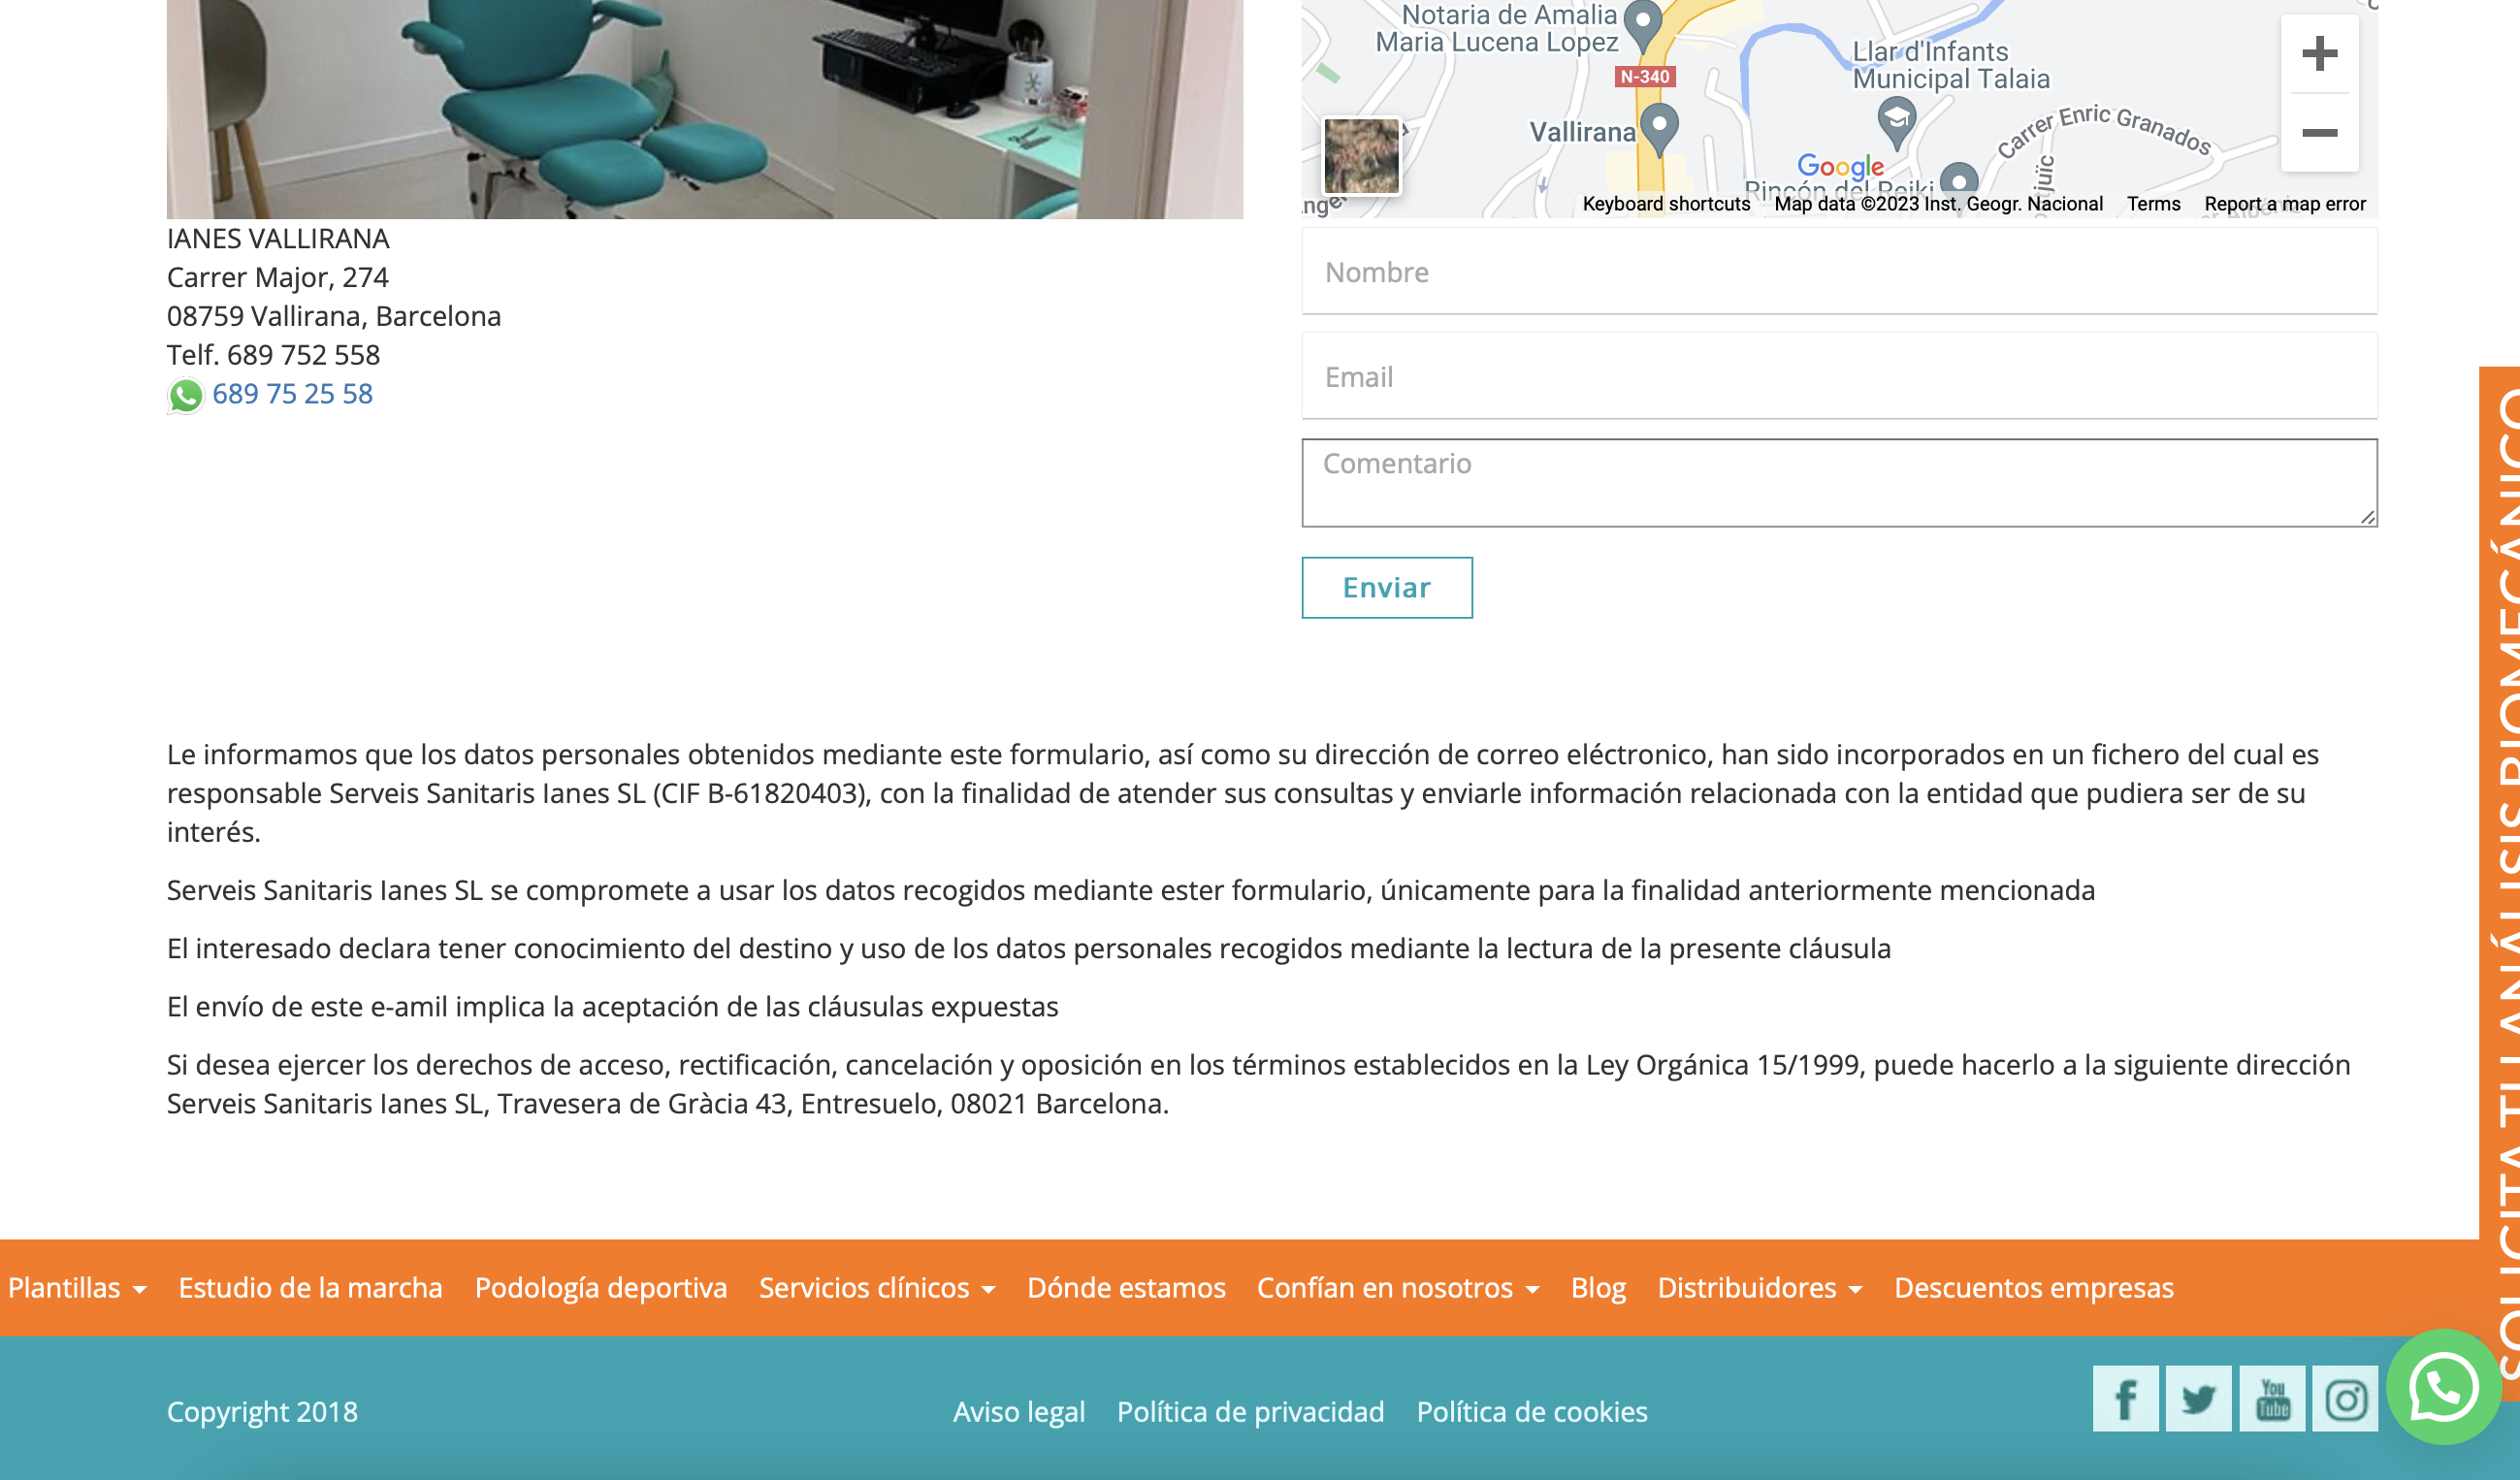 IANES VALLIRANA
Carrer Major, 274
08759 Vallirana, Barcelona
Telf. 689 752 558
689 75 25 58
Notaria de Amalia
Maria Lucena Lopez
N-340
Vallirana
Llar d'Infants
Municipal Talaia
Carrer Enric Granados
Google
Rincón del Reiki
Keyboard shortcuts
Map data ©2023 Inst. Geogr. Nacional
Terms
Report a map error
Nombre
Email
Comentario
Enviar
SOLICITA TU ANÁLISIS BIOMECÁNICO
Le informamos que los datos personales obtenidos mediante este formulario, así como su dirección de correo eléctronico, han sido incorporados en un fichero del cual es
responsable Serveis Sanitaris Ianes SL (CIF B-61820403), con la finalidad de atender sus consultas y enviarle información relacionada con la entidad que pudiera ser de su
interés.
Serveis Sanitaris Ianes SL se compromete a usar los datos recogidos mediante ester formulario, únicamente para la finalidad anteriormente mencionada
El interesado declara tener conocimiento del destino y uso de los datos personales recogidos mediante la lectura de la presente cláusula
El envío de este e-amil implica la aceptación de las cláusulas expuestas
Si desea ejercer los derechos de acceso, rectificación, cancelación y oposición en los términos establecidos en la Ley Orgánica 15/1999, puede hacerlo a la siguiente dirección
Serveis Sanitaris Ianes SL, Travesera de Gràcia 43, Entresuelo, 08021 Barcelona.
Plantillas Estudio de la marcha Podología deportiva Servicios clínicos Dónde estamos Confían en nosotros Blog Distribuidores Descuentos empresas
Copyright 2018 Aviso legal Política de privacidad Política de cookies
You Tube